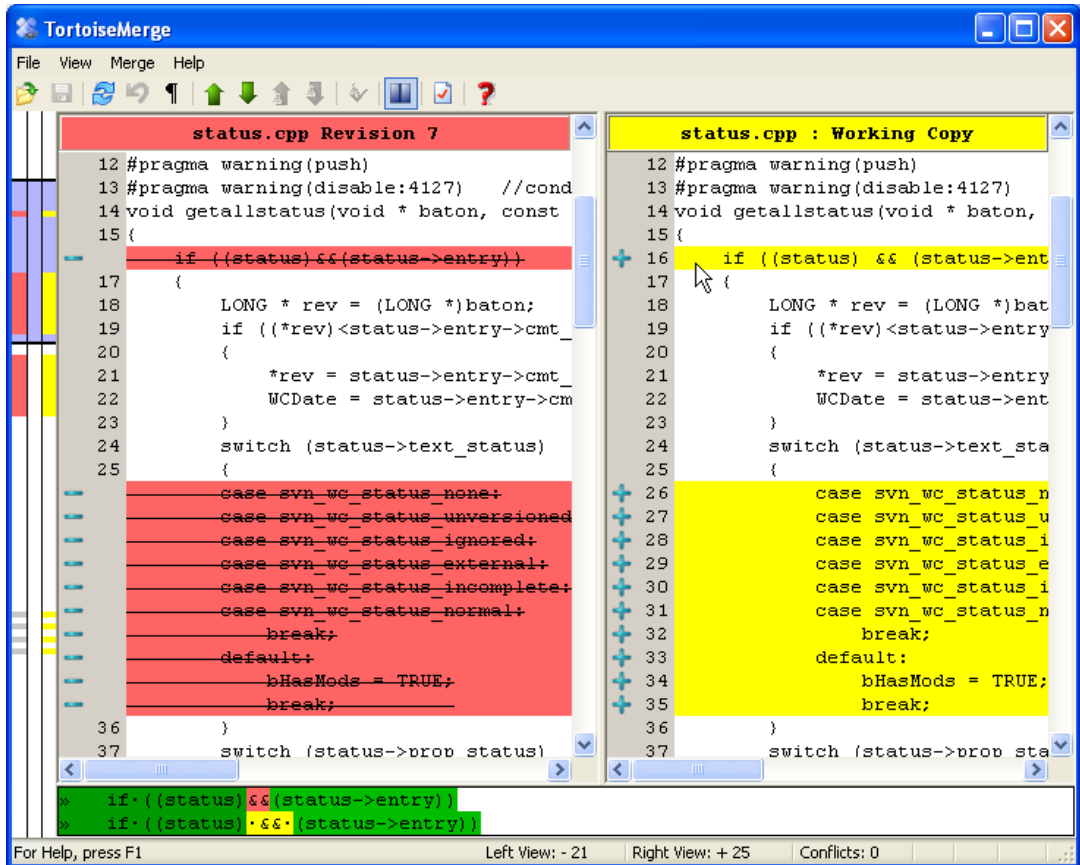 TortoiseMerge
File View Merge Help
status.cpp Revision 7
12 #pragma warning(push)
13 #pragma warning(disable:4127) //cond
14 void getallstatus(void * baton, const
15 {
if ((status)&&(status->entry))
17 {
18 LONG * rev = (LONG *)baton;
19 if ((*rev)<status->entry->cmt_
20 {
21 *rev = status->entry->cmt_
22 WCDate = status->entry->cm
23 }
24 switch (status->text_status)
25 {
case svn_wc_status_none:
case svn_wc_status_unversioned
case svn_wc_status_ignored:
case svn_wc_status_external:
case svn_wc_status_incomplete:
case svn_wc_status_normal:
break;
default:
bHasMods = TRUE;
break;
36 }
37 switch (status->prop_status)
status.cpp : Working Copy
12 #pragma warning(push)
13 #pragma warning(disable:4127)
14 void getallstatus(void * baton,
15 {
16 if ((status) && (status->ent
17 {
18 LONG * rev = (LONG *)bat
19 if ((*rev)<status->entry
20 {
21 *rev = status->entry
22 WCDate = status->ent
23 }
24 switch (status->text_sta
25 {
26 case svn_wc_status_n
27 case svn_wc_status_u
28 case svn_wc_status_i
29 case svn_wc_status_e
30 case svn_wc_status_i
31 case svn_wc_status_n
32 break;
33 default:
34 bHasMods = TRUE;
35 break;
36 }
37 switch (status->prop_sta
» if·((status)&&(status->entry))
» if·((status)·&&·(status->entry))
For Help, press F1 Left View: - 21 Right View: + 25 Conflicts: 0